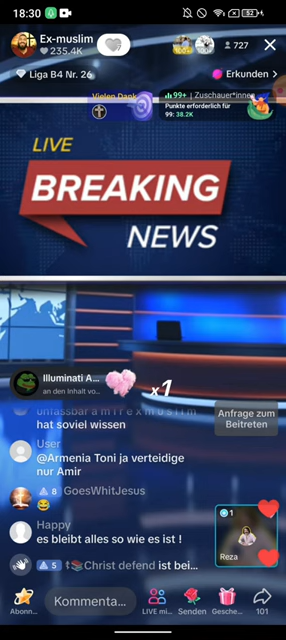 18:30
52
Ex-muslim
235.4K
727
Liga B4 Nr. 26
Erkunden
Vielen Dank
99+ | Zuschauer*innen
Punkte erforderlich für
99: 38.2K
LIVE
BREAKING
NEWS
Illuminati A...
an den Inhalt vo...
x1
unfassbar a m i r e x m u s l i m
hat soviel wissen
Anfrage zum
Beitreten
User
@Armenia Toni ja verteidige
nur Amir
8 GoesWhitJesus
😂
Happy
es bleibt alles so wie es ist !
1
Reza
5 Christ defend ist bei...
Kommenta...
Abonn...
LIVE mi...
Senden
Gesche...
101